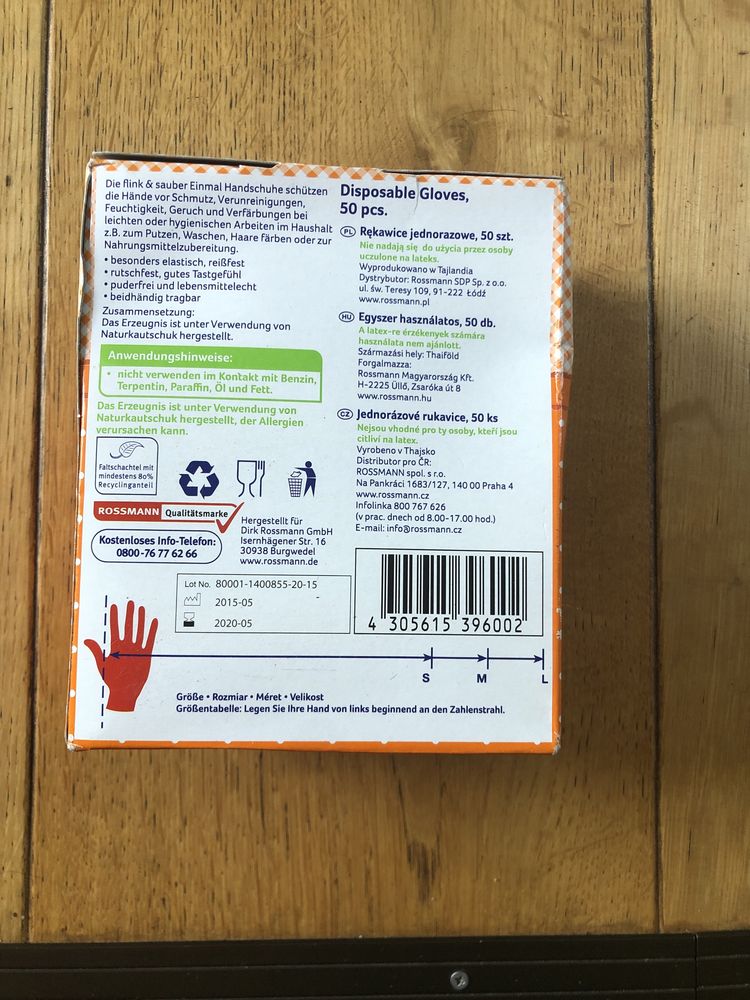 Die flink & sauber Einmal Handschuhe schützen
die Hände vor Schmutz, Verunreinigungen,
Feuchtigkeit, Geruch und Verfärbungen bei
leichten oder hygienischen Arbeiten im Haushalt
z.B. zum Putzen, Waschen, Haare färben oder zur
Nahrungsmittelzubereitung.
• besonders elastisch, reißfest
• rutschfest, gutes Tastgefühl
• puderfrei und lebensmittelecht
• beidhändig tragbar
Zusammensetzung:
Das Erzeugnis ist unter Verwendung von
Naturkautschuk hergestellt.
Anwendungshinweise:
• nicht verwenden im Kontakt mit Benzin,
Terpentin, Paraffin, Öl und Fett.
Das Erzeugnis ist unter Verwendung von
Naturkautschuk hergestellt, der Allergien
verursachen kann.
Faltschachtel mit
mindestens 80%
Recyclinganteil
ROSSMANN Qualitätsmarke
Kostenloses Info-Telefon:
0800-76 77 62 66
Hergestellt für
Dirk Rossmann GmbH
Isernhägener Str. 16
30938 Burgwedel
www.rossmann.de
Disposable Gloves,
50 pcs.
PL Rękawice jednorazowe, 50 szt.
Nie nadają się do użycia przez osoby
uczulone na lateks.
Wyprodukowano w Tajlandia
Dystrybutor: Rossmann SDP Sp. z o.o.
ul. św. Teresy 109, 91-222 Łódź
www.rossmann.pl
HU Egyszer használatos, 50 db.
A latex-re érzékenyek számára
használata nem ajánlott.
Származási hely: Thaiföld
Forgalmazza:
Rossmann Magyarország Kft.
H-2225 Üllő, Zsaróka út 8
www.rossmann.hu
CZ Jednorázové rukavice, 50 ks
Nejsou vhodné pro ty osoby, kteří jsou
citliví na latex.
Vyrobeno v Thajsko
Distributor pro ČR:
ROSSMANN spol. s r.o.
Na Pankráci 1683/127, 140 00 Praha 4
www.rossmann.cz
Infolinka 800 767 626
(v prac. dnech od 8.00-17.00 hod.)
E-mail: info@rossmann.cz
Lot No. 80001-1400855-20-15
2015-05
2020-05
4 305615 396002
S M L
Größe • Rozmiar • Méret • Velikost
Größentabelle: Legen Sie Ihre Hand von links beginnend an den Zahlenstrahl.